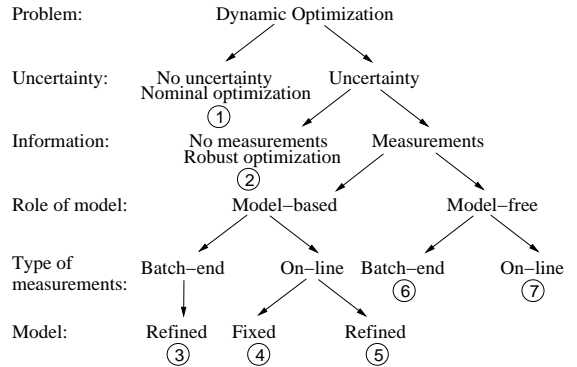 Problem: Dynamic Optimization
Uncertainty: No uncertainty Uncertainty
Nominal optimization
1
Information: No measurements Measurements
Robust optimization
2
Role of model: Model−based Model−free
Type of measurements: Batch−end On−line Batch−end On−line
6 7
Model: Refined Fixed Refined
3 4 5